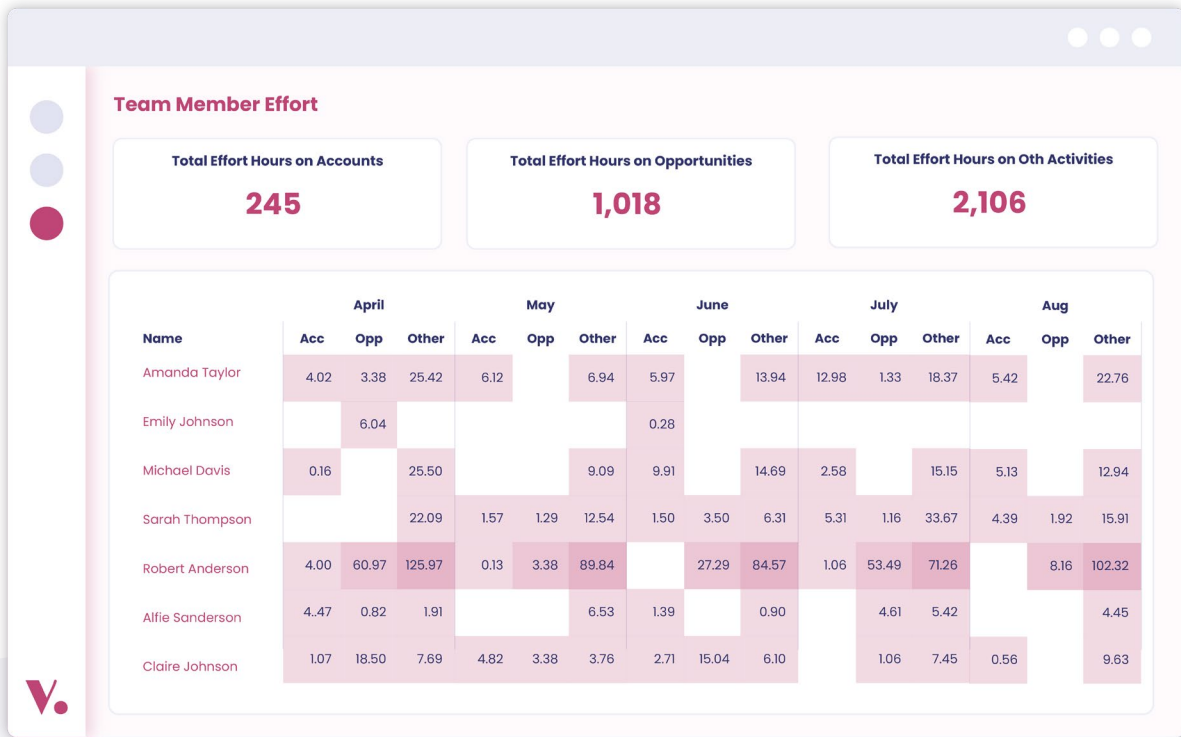 Team Member Effort
Total Effort Hours on Accounts
245
Total Effort Hours on Opportunities
1,018
Total Effort Hours on Oth Activities
2,106
April May June July Aug
Name Acc Opp Other Acc Opp Other Acc Opp Other Acc Opp Other Acc Opp Other
Amanda Taylor 4.02 3.38 25.42 6.12 6.94 5.97 13.94 12.98 1.33 18.37 5.42 22.76
Emily Johnson 6.04 0.28
Michael Davis 0.16 25.50 9.09 9.91 14.69 2.58 15.15 5.13 12.94
Sarah Thompson 22.09 1.57 1.29 12.54 1.50 3.50 6.31 5.31 1.16 33.67 4.39 1.92 15.91
Robert Anderson 4.00 60.97 125.97 0.13 3.38 89.84 27.29 84.57 1.06 53.49 71.26 8.16 102.32
Alfie Sanderson 4..47 0.82 1.91 6.53 1.39 0.90 4.61 5.42 4.45
Claire Johnson 1.07 18.50 7.69 4.82 3.38 3.76 2.71 15.04 6.10 1.06 7.45 0.56 9.63
V.